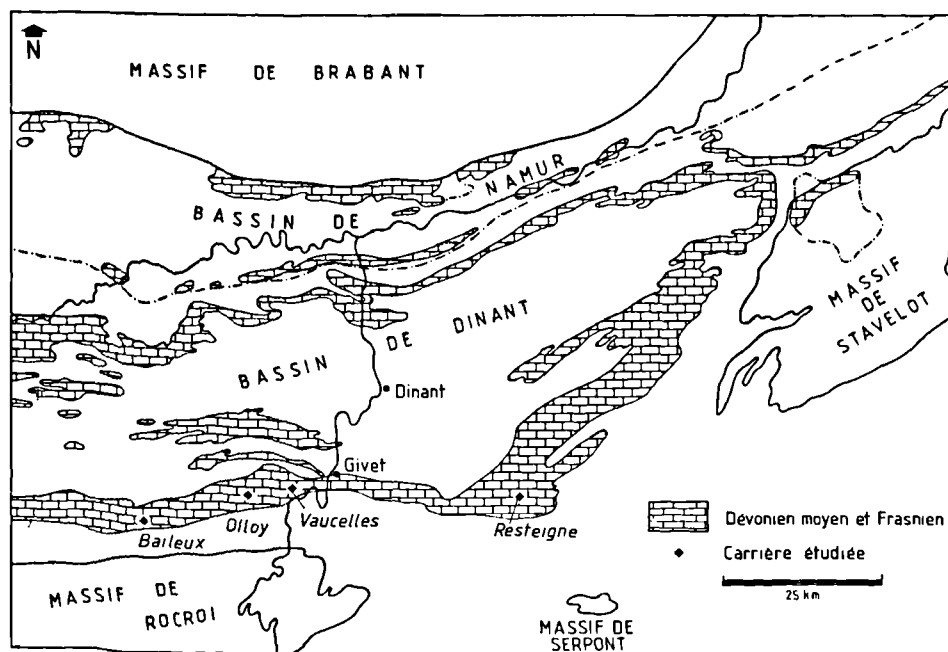 N
MASSIF DE BRABANT
BASSIN DE NAMUR
MASSIF
DE
STAVELOT
BASSIN DE DINANT
Dinant
Givet
Vaucelles
Olloy
Baileux
Resteigne
Dévonien moyen et Frasnien
Carrière étudiée
25 km
MASSIF DE
ROCROI
MASSIF DE
SERPONT